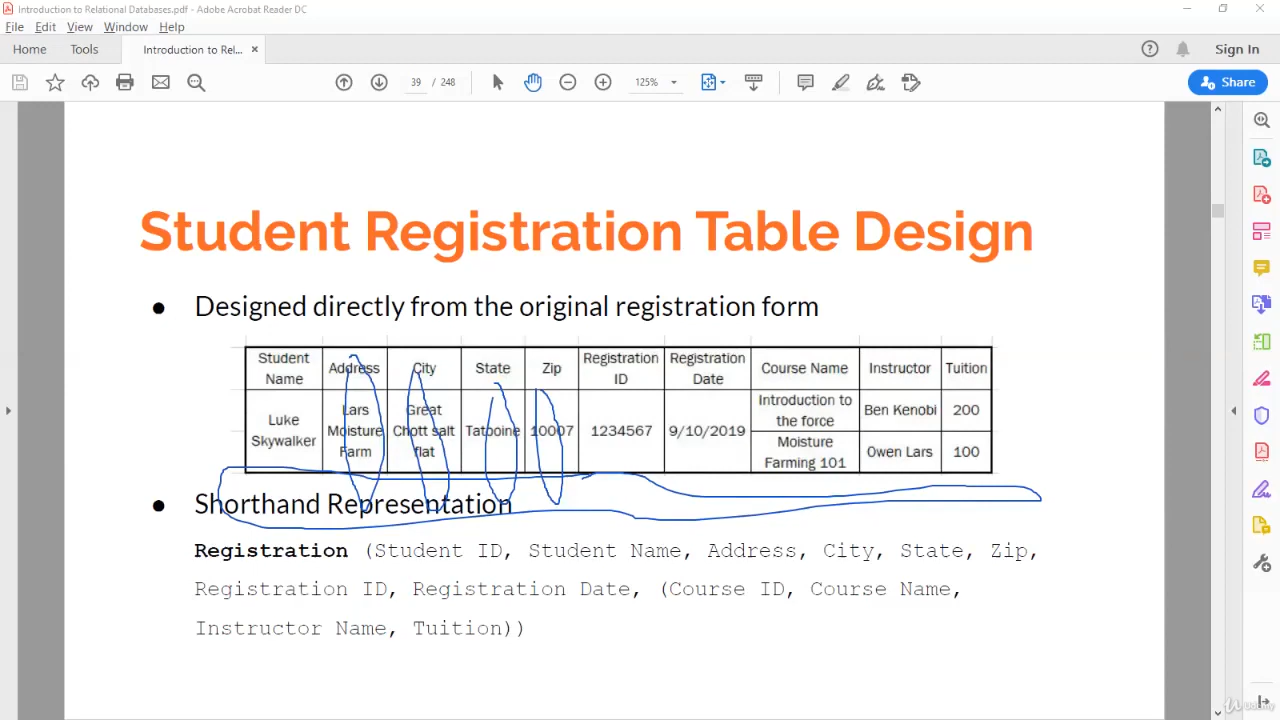 Introduction to Relational Databases.pdf - Adobe Acrobat Reader DC
File Edit View Window Help
Home Tools Introduction to Rel... × Sign In
39 / 248 125% Share
Student Registration Table Design
● Designed directly from the original registration form
Student Name Address City State Zip Registration ID Registration Date Course Name Instructor Tuition
Luke Skywalker Lars Moisture Farm Great Chott salt flat Tatooine 10007 1234567 9/10/2019 Introduction to the force Ben Kenobi 200
Moisture Farming 101 Owen Lars 100
● Shorthand Representation
Registration (Student ID, Student Name, Address, City, State, Zip,
Registration ID, Registration Date, (Course ID, Course Name,
Instructor Name, Tuition))
Udemy